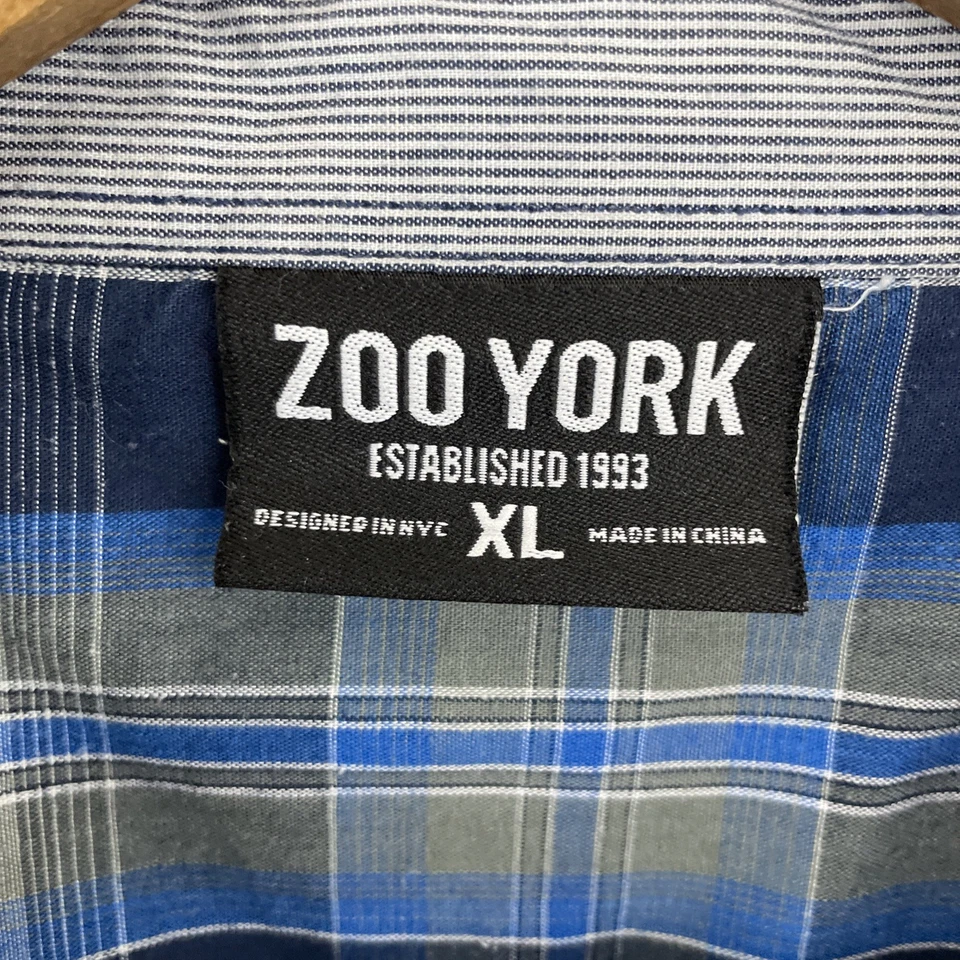 ZOO YORK
ESTABLISHED 1993
DESIGNED IN NYC XL MADE IN CHINA